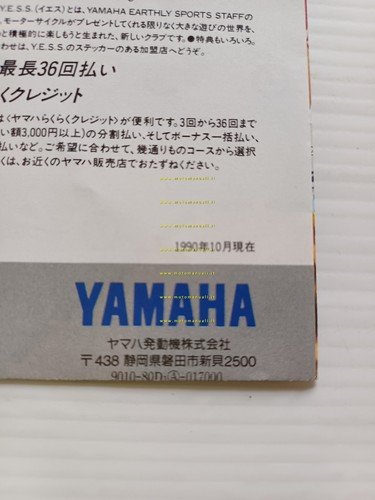 Y.E.S.S.(イエス)とは、YAMAHA EARTHLY SPORTS STAFFの
モーターサイクルがプレゼントしてくれる限りなく大きな遊びの世界を、
と積極的に楽しもうと生まれた、新しいクラブです。●特典もいろいろ。
わせは、Y.E.S.S.のステッカーのある加盟店へどうぞ。
最長36回払い
くクレジット
は〈ヤマハらくらくクレジット〉が便利です。3回から36回まで
い額3,000円以上)の分割払い、そしてボーナス一括払い、
払いなど。ご希望に合わせて、幾通りものコースから選択
くは、お近くのヤマハ販売店でおたずねください。
www.motomanuali.it
1990年10月現在
YAMAHA
ヤマハ発動機株式会社
〒438 静岡県磐田市新貝2500
9010-80D,Ⓐ-017000